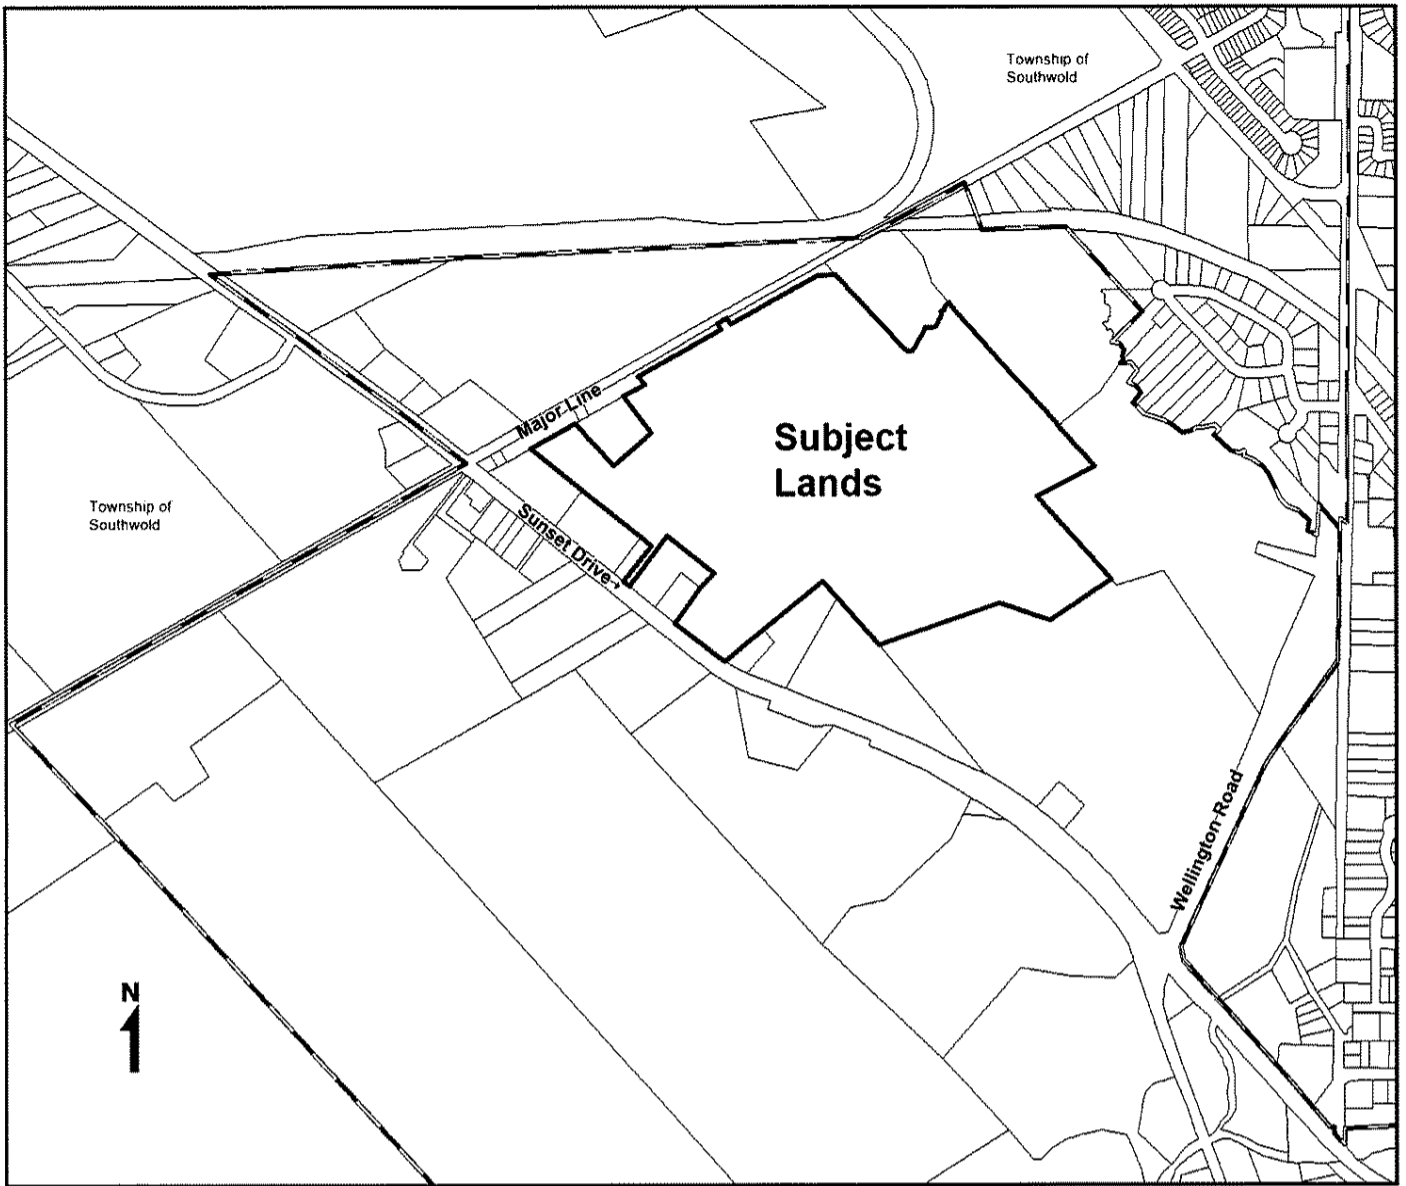 Township of
Southwold
Major Line
Subject
Lands
Township of
Southwold
Sunset Drive
Wellington Road
N